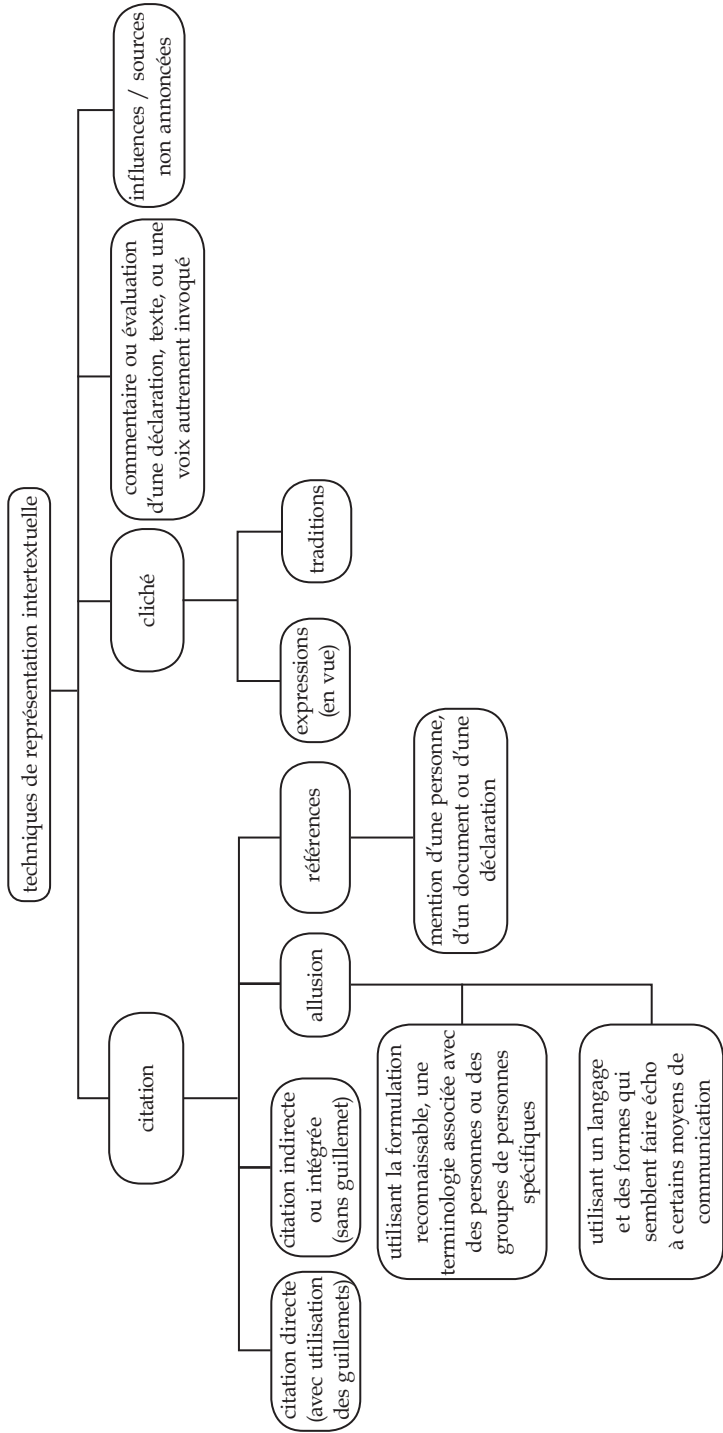 techniques de représentation intertextuelle
citation
cliché
commentaire ou évaluation
d'une déclaration, texte, ou une
voix autrement invoqué
influences / sources
non annoncées
citation directe
(avec utilisation
des guillemets)
citation indirecte
ou intégrée
(sans guillemet)
allusion
références
expressions
(en vue)
traditions
utilisant la formulation
reconnaissable, une
terminologie associée avec
des personnes ou des
groupes de personnes
spécifiques
mention d'une personne,
d'un document ou d'une
déclaration
utilisant un langage
et des formes qui
semblent faire écho
à certains moyens de
communication